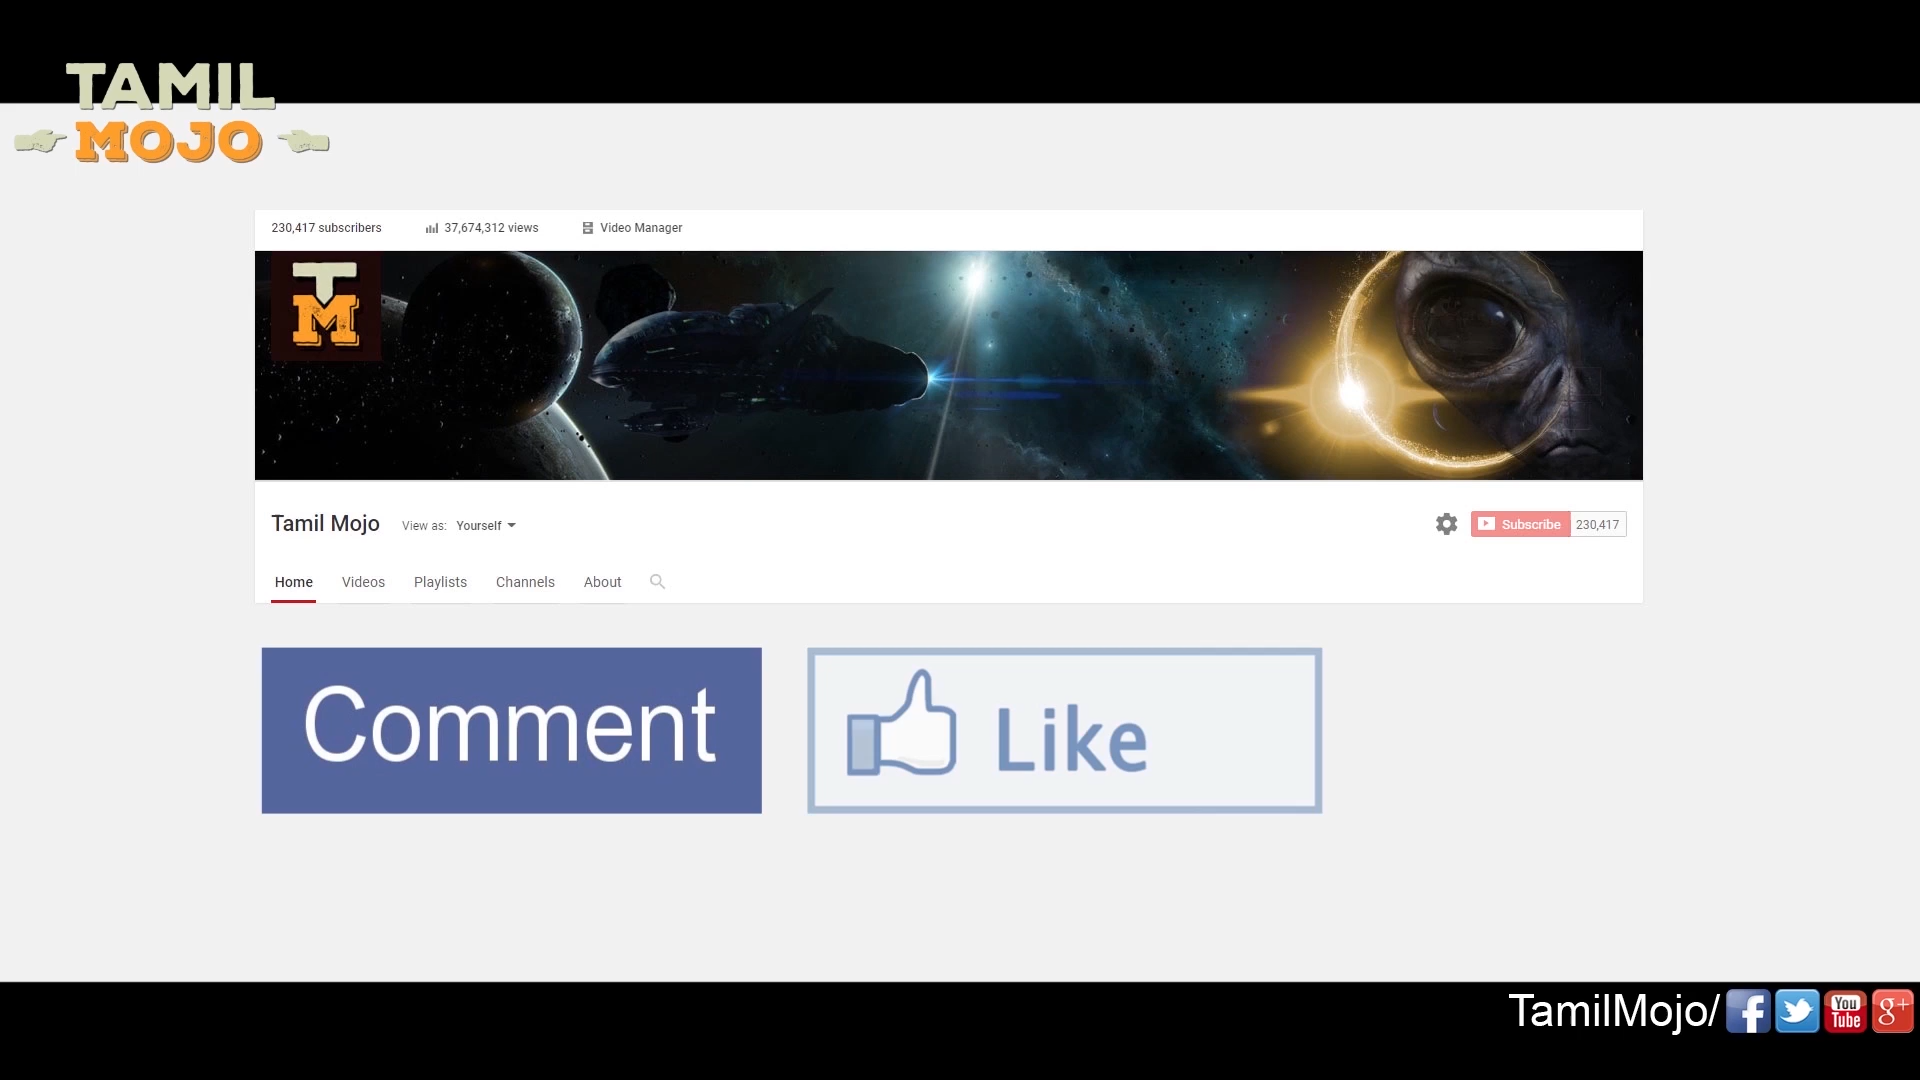 TAMIL
MOJO
230,417 subscribers 37,674,312 views Video Manager
TM
Tamil Mojo View as: Yourself Subscribe 230,417
Home Videos Playlists Channels About
Comment Like
TamilMojo/ f You Tube g+